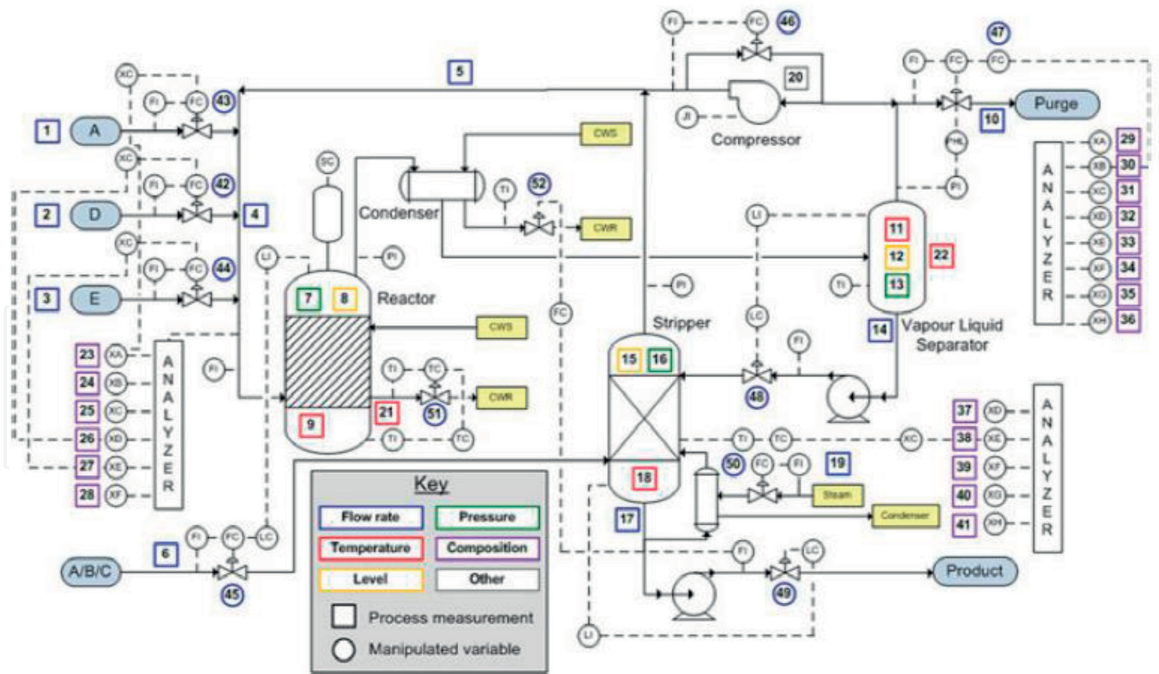 FI FC 46 47
XC 5 20 FI FC FC
FI FC 43
1 A Compressor JI Purge
10
XC CWS PHL
SC XA 29
FI FC 42 TI 52 PI XB 30
2 D 4 Condenser LI XC 31
XC CWR 11 XD 32
FI FC 44 LI PI 12 22 XE 33
3 E 7 8 Reactor PI TI 13 XF 34
FC Stripper XG 35
CWS LC 14 Vapour Liquid XH 36
Separator
23 XA FI 15 16 FI
24 XB TI TC CWR 48
25 XC 9 21 51 37 XD
26 XD TI TC TI TC XC 38 XE
27 XE 50 FC FI 19 39 XF
28 XF 18 Steam 40 XG
17 Condenser 41 XH
ANALYZER
ANALYZER
ANALYZER
Key
Flow rate Pressure
Temperature Composition
Level Other
Process measurement
Manipulated variable
6 FI FC LC
A/B/C
45
FI LC
49 Product
LI